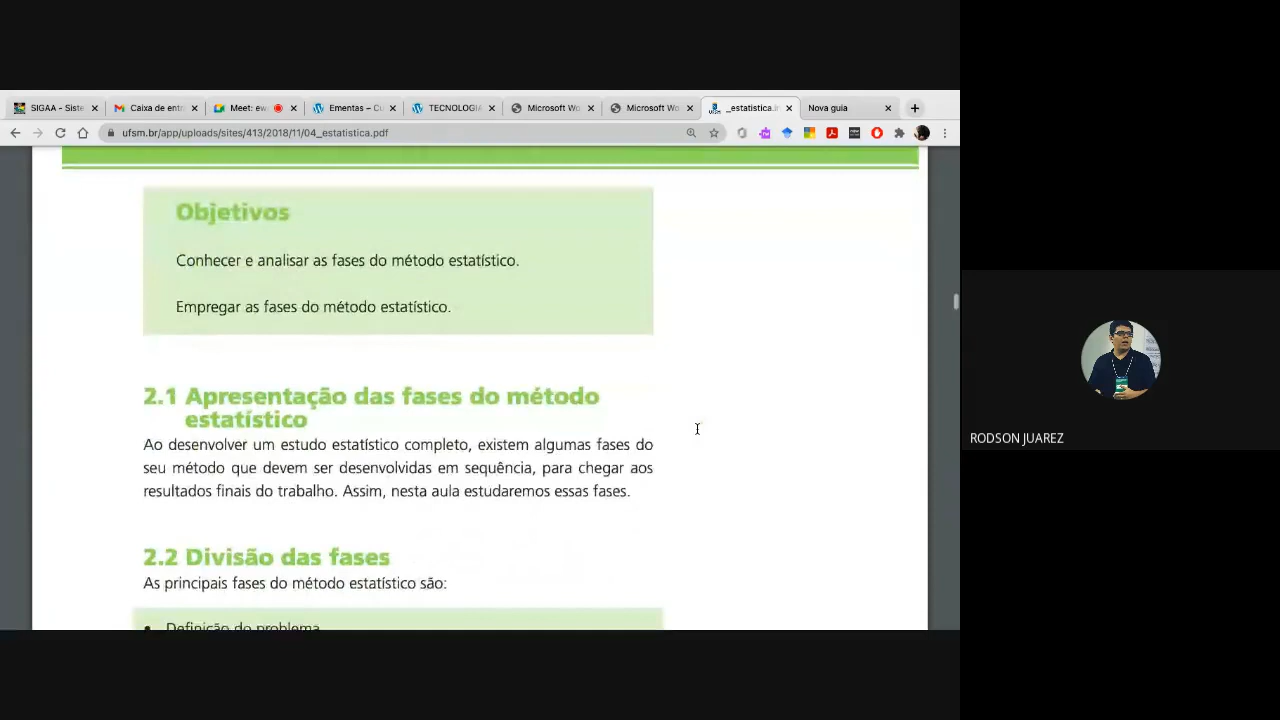 SIGAA - Siste
Caixa de entr
Meet: ew
Ementas – Cu
TECNOLOGIA
Microsoft Wo
Microsoft Wo
_estatistica.in
Nova guia
ufsm.br/app/uploads/sites/413/2018/11/04_estatistica.pdf
Objetivos
Conhecer e analisar as fases do método estatístico.
Empregar as fases do método estatístico.
2.1 Apresentação das fases do método
estatístico
Ao desenvolver um estudo estatístico completo, existem algumas fases do
seu método que devem ser desenvolvidas em sequência, para chegar aos
resultados finais do trabalho. Assim, nesta aula estudaremos essas fases.
2.2 Divisão das fases
As principais fases do método estatístico são:
• Definição do problema
RODSON JUAREZ